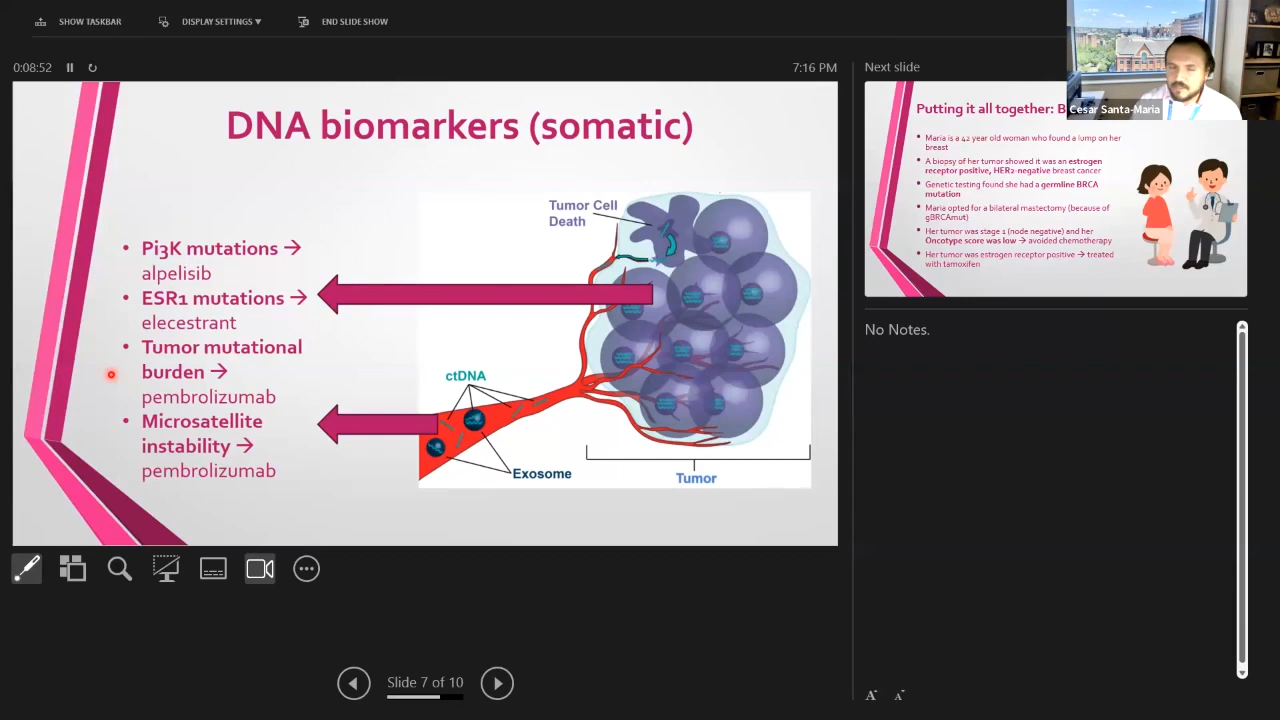 SHOW TASKBAR
DISPLAY SETTINGS ▼
END SLIDE SHOW
0:08:52
7:16 PM
DNA biomarkers (somatic)
• Pi3K mutations →
alpelisib
• ESR1 mutations →
elecestrant
• Tumor mutational
burden →
pembrolizumab
• Microsatellite
instability →
pembrolizumab
Tumor Cell
Death
ctDNA
Exosome
Tumor
Slide 7 of 10
Next slide
Putting it all together:
Cesar Santa-Maria
• Maria is a 42 year old woman who found a lump on her
breast
• A biopsy of her tumor showed it was an estrogen
receptor positive, HER2-negative breast cancer
• Genetic testing found she had a germline BRCA
mutation
• Maria opted for a bilateral mastectomy (because of
gBRCAmut)
• Her tumor was stage 1 (node negative) and her
Oncotype score was low → avoided chemotherapy
• Her tumor was estrogen receptor positive → treated
with tamoxifen
No Notes.
A A